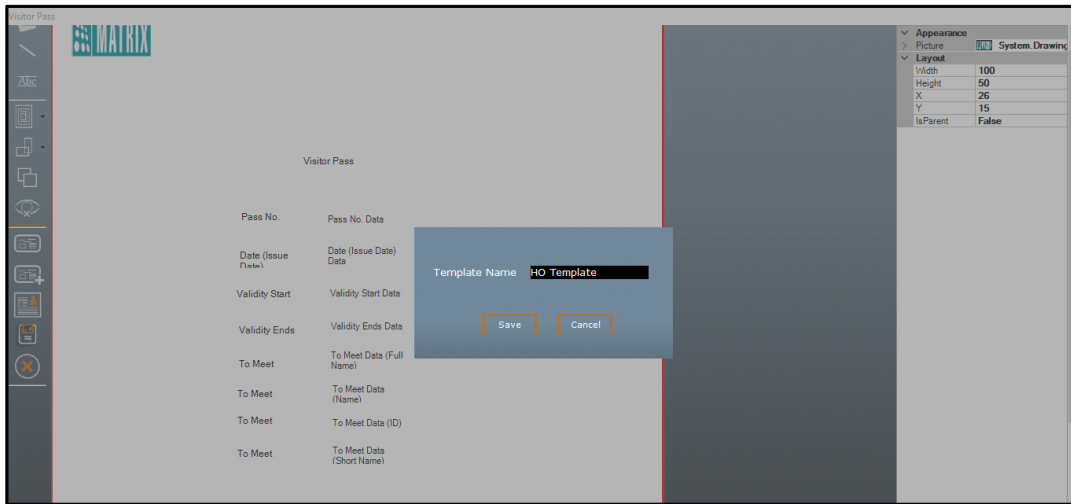 Visitor Pass
MATRIX
Abc
Visitor Pass
Pass No.
Pass No. Data
Date (Issue
Date)
Date (Issue Date)
Data
Validity Start
Validity Start Data
Validity Ends
Validity Ends Data
To Meet
To Meet Data (Full
Name)
To Meet
To Meet Data
(Name)
To Meet
To Meet Data (ID)
To Meet
To Meet Data
(Short Name)
Template Name HO Template
Save Cancel
Appearance
Picture System.Drawing
Layout
Width 100
Height 50
X 26
Y 15
IsParent False